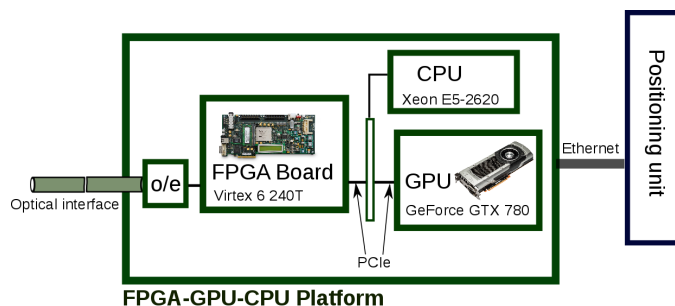 CPU
Xeon E5-2620
Positioning unit
Ethernet
o/e
FPGA Board
Virtex 6 240T
GPU
GeForce GTX 780
Optical interface
PCIe
FPGA-GPU-CPU Platform